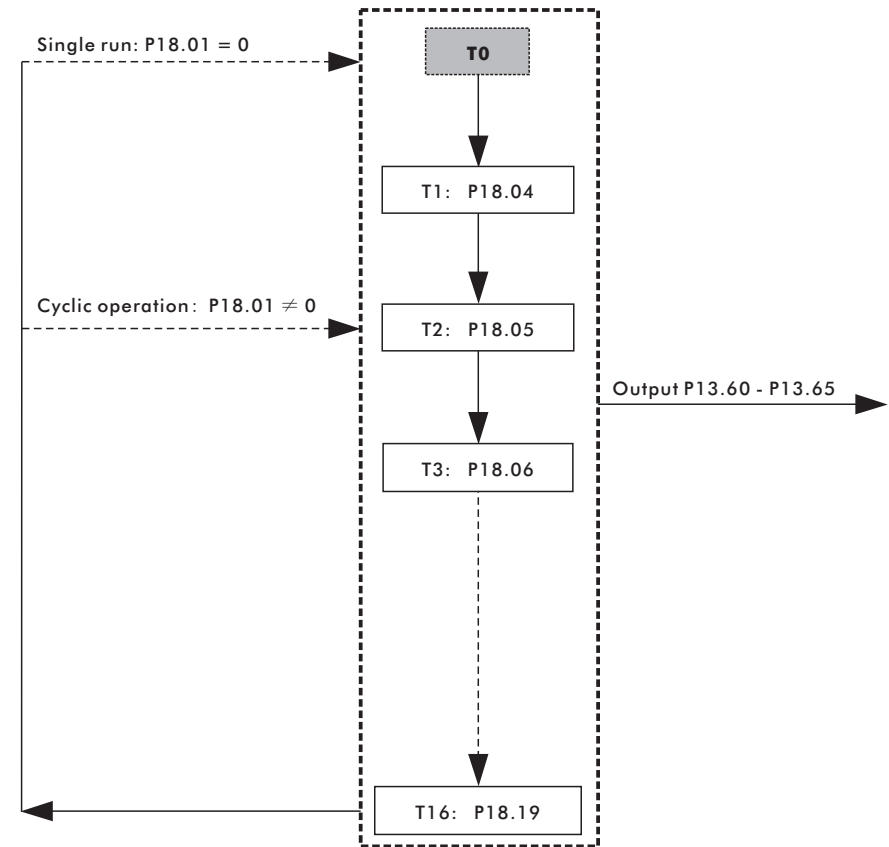 Single run: P18.01 = 0
T0
T1: P18.04
Cyclic operation: P18.01 ≠ 0
T2: P18.05
Output P13.60 - P13.65
T3: P18.06
T16: P18.19